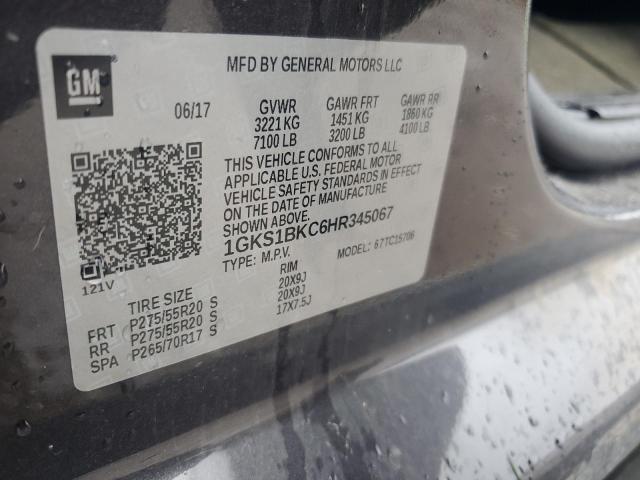 GM
MFD BY GENERAL MOTORS LLC
06/17
GVWR GAWR FRT GAWR RR
3221 KG 1451 KG 1860 KG
7100 LB 3200 LB 4100 LB
THIS VEHICLE CONFORMS TO ALL
APPLICABLE U.S. FEDERAL MOTOR
VEHICLE SAFETY STANDARDS IN EFFECT
ON THE DATE OF MANUFACTURE
SHOWN ABOVE.
1GKS1BKC6HR345067
TYPE: M.P.V. MODEL: 67TC15706
121V
TIRE SIZE RIM
FRT P275/55R20 S 20X9J
RR P275/55R20 S 20X9J
SPA P265/70R17 S 17X7.5J